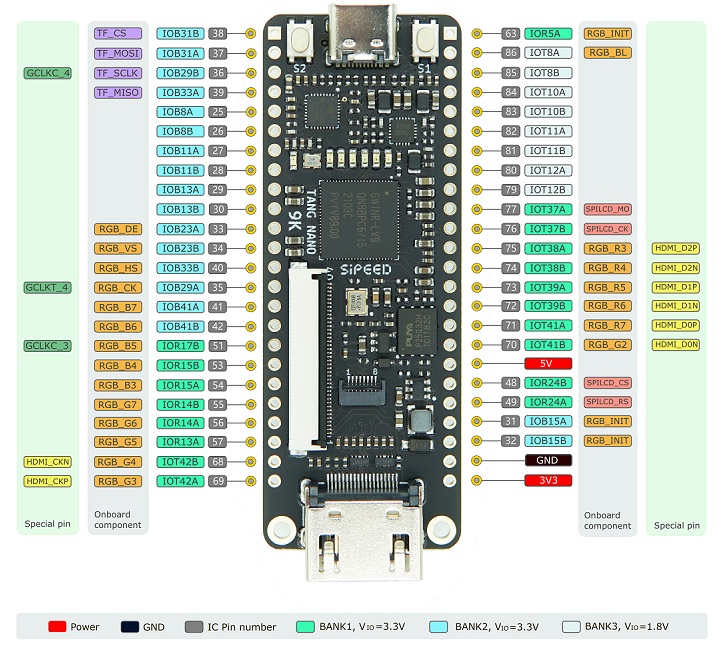 TF_CS IOB31B 38
TF_MOSI IOB31A 37
GCLKC_4 TF_SCLK IOB29B 36
TF_MISO IOB33A 39
IOB8A 25
IOB8B 26
IOB11A 27
IOB11B 28
IOB13A 29
IOB13B 30
RGB_DE IOB23A 33
RGB_VS IOB23B 34
RGB_HS IOB33B 40
GCLKT_4 RGB_CK IOB29A 35
RGB_B7 IOB41A 41
RGB_B6 IOB41B 42
GCLKC_3 RGB_B5 IOR17B 51
RGB_B4 IOR15B 53
RGB_B3 IOR15A 54
RGB_G7 IOR14B 55
RGB_G6 IOR14A 56
RGB_G5 IOR13A 57
HDMI_CKN RGB_G4 IOT42B 68
HDMI_CKP RGB_G3 IOT42A 69
Special pin
Onboard
component
S2 S1
TANG NANO
9K
SiPEED
1 8
63 IOR5A RGB_INIT
86 IOT8A RGB_BL
85 IOT8B
84 IOT10A
83 IOT10B
82 IOT11A
81 IOT11B
80 IOT12A
79 IOT12B
77 IOT37A SPILCD_MO
76 IOT37B SPILCD_CK
75 IOT38A RGB_R3 HDMI_D2P
74 IOT38B RGB_R4 HDMI_D2N
73 IOT39A RGB_R5 HDMI_D1P
72 IOT39B RGB_R6 HDMI_D1N
71 IOT41A RGB_R7 HDMI_D0P
70 IOT41B RGB_G2 HDMI_D0N
5V
48 IOR24B SPILCD_CS
49 IOR24A SPILCD_RS
31 IOB15A RGB_INIT
32 IOB15B RGB_INIT
GND
3V3
Onboard
component
Special pin
Power GND IC Pin number BANK1, VIO=3.3V BANK2, VIO=3.3V BANK3, VIO=1.8V